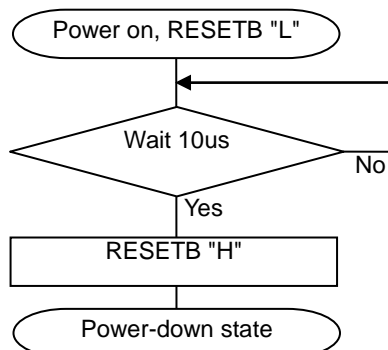 Power on, RESETB "L"
Wait 10us
No
Yes
RESETB "H"
Power-down state